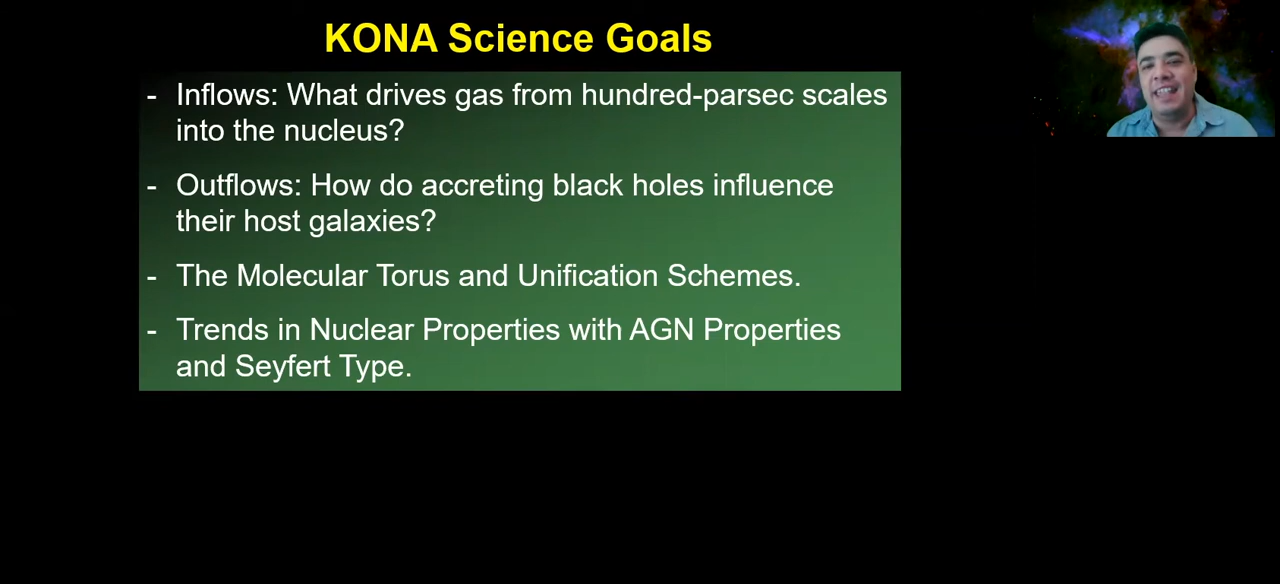 KONA Science Goals
- Inflows: What drives gas from hundred-parsec scales
into the nucleus?
- Outflows: How do accreting black holes influence
their host galaxies?
- The Molecular Torus and Unification Schemes.
- Trends in Nuclear Properties with AGN Properties
and Seyfert Type.